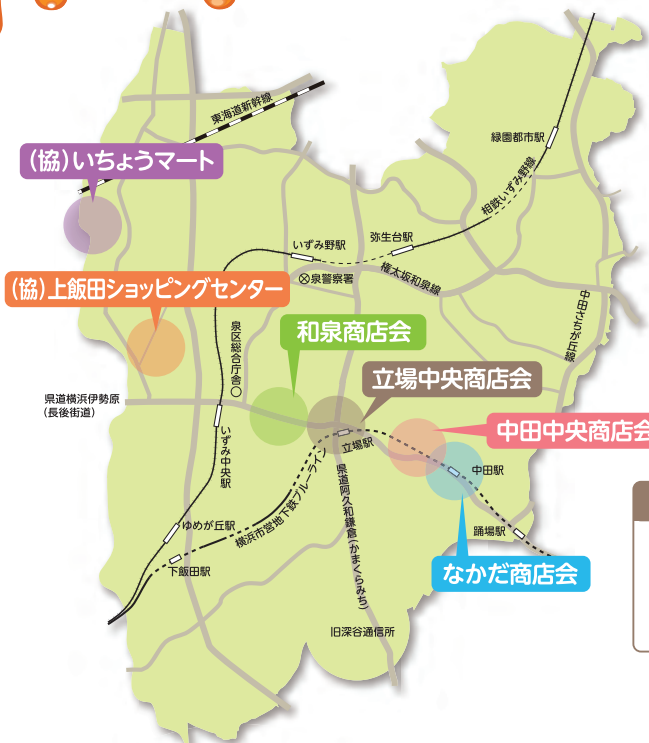 東海道新幹線
緑園都市駅
(協)いちょうマート
相鉄いずみ野線
弥生台駅
いずみ野駅
泉警察署
権太坂和泉線
(協)上飯田ショッピングセンター
中田さちが丘線
和泉商店会
泉区総合庁舎
立場中央商店会
県道横浜伊勢原
(長後街道)
中田中央商店会
立場駅
いずみ中央駅
中田駅
横浜市営地下鉄ブルーライン
県道阿久和鎌倉(かまくらみち)
ゆめが丘駅
踊場駅
下飯田駅
なかだ商店会
旧深谷通信所